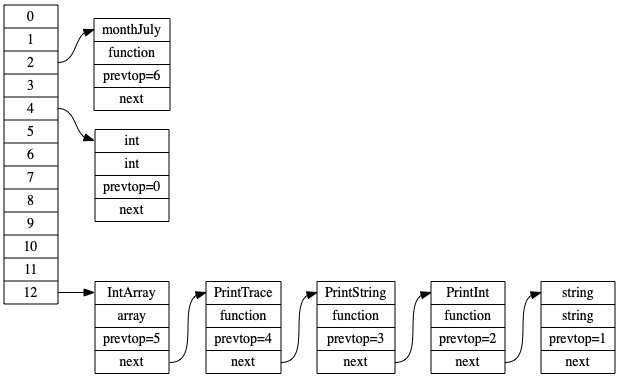 0
1
2
3
4
5
6
7
8
9
10
11
12
monthJuly
function
prevtop=6
next
int
int
prevtop=0
next
IntArray
array
prevtop=5
next
PrintTrace
function
prevtop=4
next
PrintString
function
prevtop=3
next
PrintInt
function
prevtop=2
next
string
string
prevtop=1
next